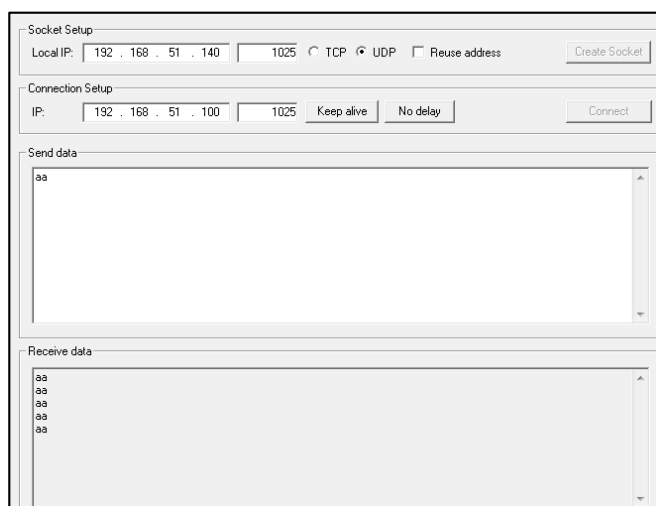 Socket Setup
Local IP: 192 . 168 . 51 . 140 1025 TCP UDP Reuse address Create Socket
Connection Setup
IP: 192 . 168 . 51 . 100 1025 Keep alive No delay Connect
Send data
aa
Receive data
aa
aa
aa
aa
aa